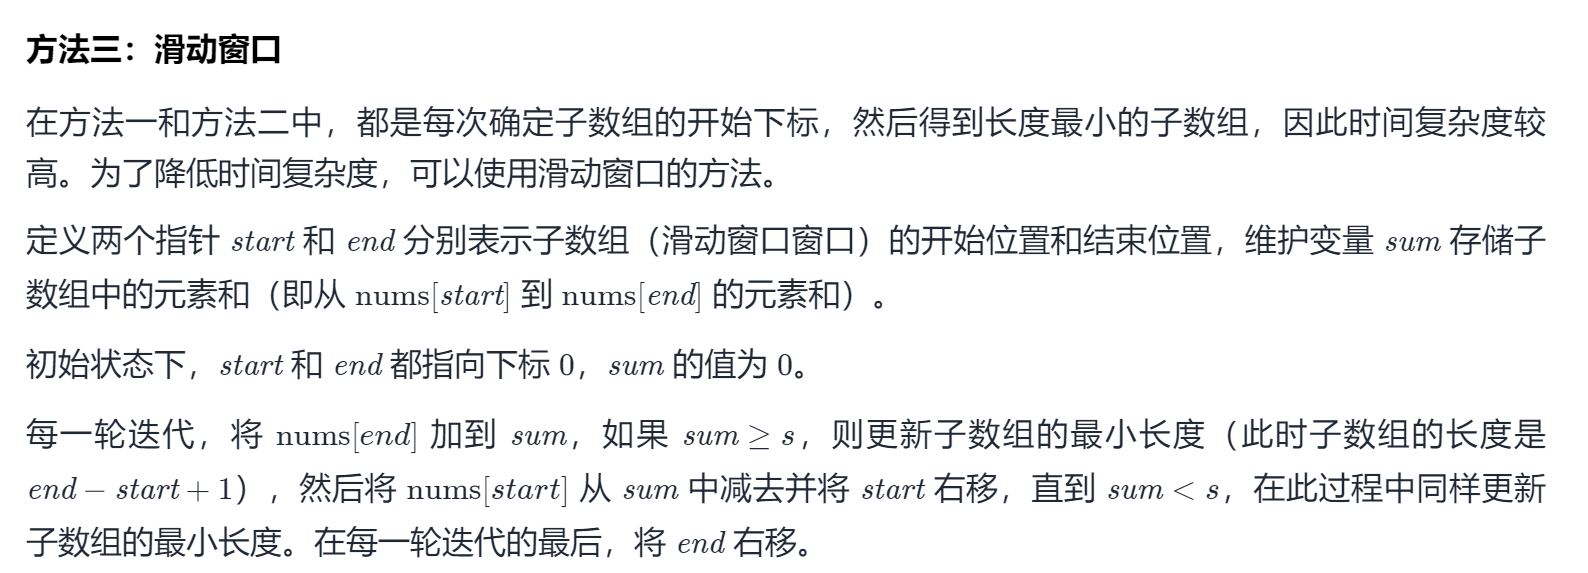 方法三：滑动窗口
在方法一和方法二中，都是每次确定子数组的开始下标，然后得到长度最小的子数组，因此时间复杂度较
高。为了降低时间复杂度，可以使用滑动窗口的方法。
定义两个指针 start 和 end 分别表示子数组（滑动窗口窗口）的开始位置和结束位置，维护变量 sum 存储子
数组中的元素和（即从 nums[start] 到 nums[end] 的元素和）。
初始状态下，start 和 end 都指向下标 0，sum 的值为 0。
每一轮迭代，将 nums[end] 加到 sum，如果 sum ≥ s，则更新子数组的最小长度（此时子数组的长度是
end − start + 1），然后将 nums[start] 从 sum 中减去并将 start 右移，直到 sum < s，在此过程中同样更新
子数组的最小长度。在每一轮迭代的最后，将 end 右移。